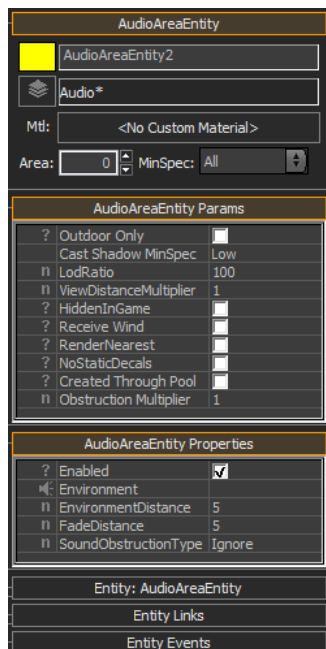 AudioAreaEntity
AudioAreaEntity2
Audio*
Mtl: <No Custom Material>
Area: 0 MinSpec: All
AudioAreaEntity Params
? Outdoor Only
Cast Shadow MinSpec Low
n LodRatio 100
n ViewDistanceMultiplier 1
? HiddenInGame
? Receive Wind
? RenderNearest
? NoStaticDecals
? Created Through Pool
n Obstruction Multiplier 1
AudioAreaEntity Properties
? Enabled
Environment
n EnvironmentDistance 5
n FadeDistance 5
n SoundObstructionType Ignore
Entity: AudioAreaEntity
Entity Links
Entity Events